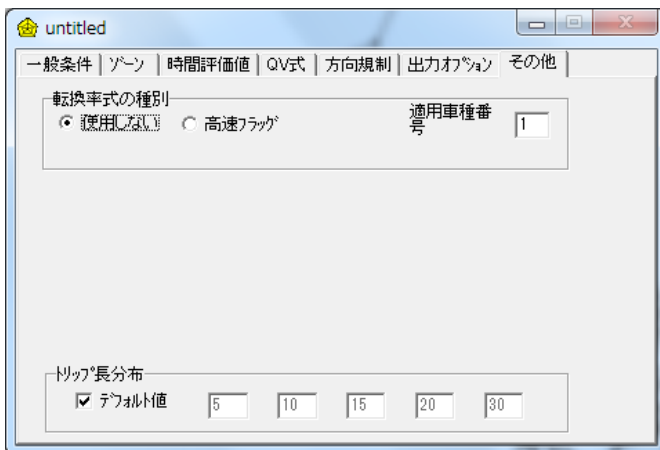 untitled
一般条件 ゾーン 時間評価値 QV式 方向規制 出力オプション その他
転換率式の種別
使用しない 高速フラッグ 適用車種番
号 1
トリップ長分布
デフォルト値 5 10 15 20 30